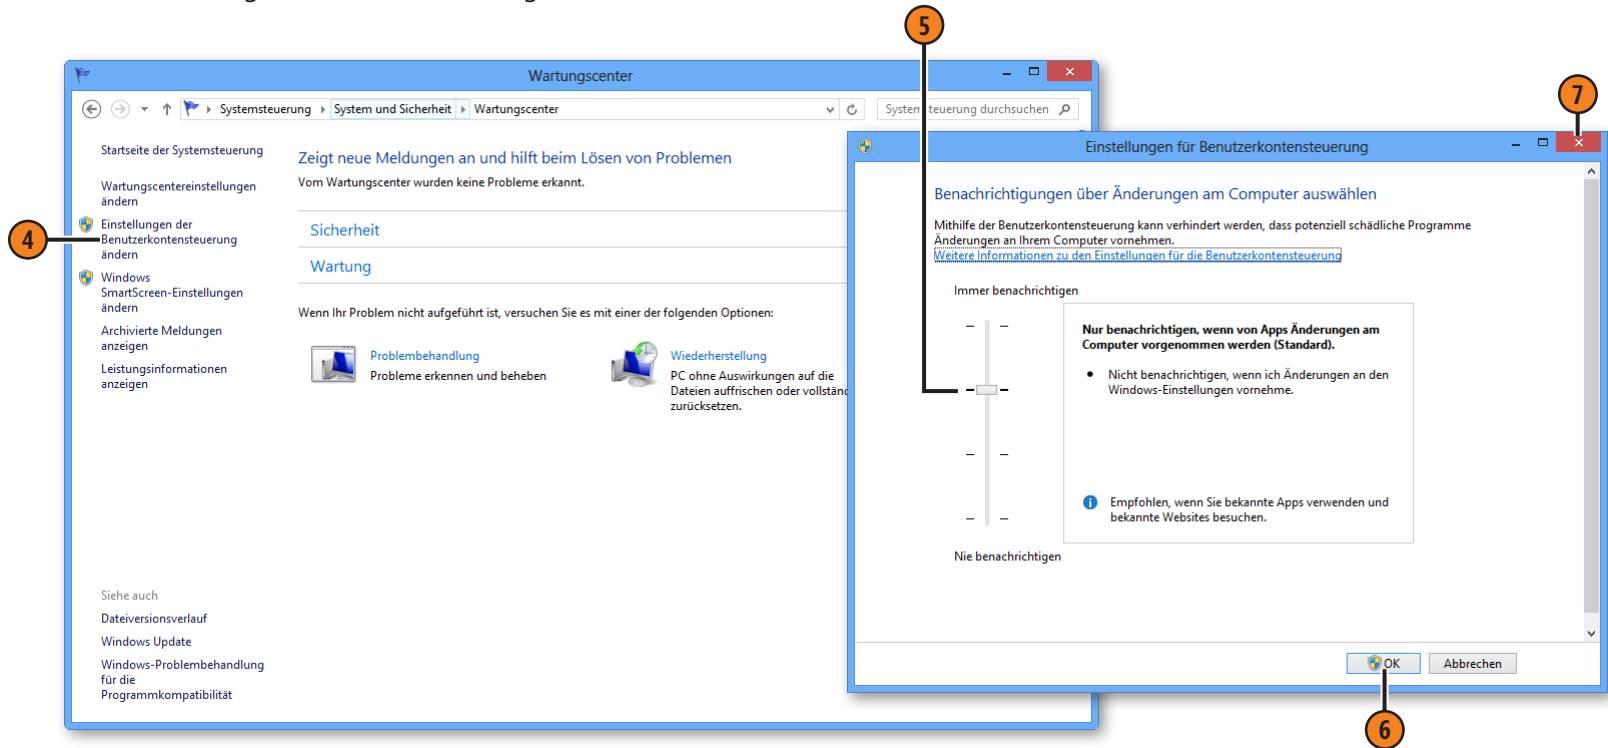 5
Wartungscenter
7
Systemsteuerung
System und Sicherheit
Wartungscenter
Systemsteuerung durchsuchen
Startseite der Systemsteuerung
Wartungscentereinstellungen
ändern
4
Einstellungen der
Benutzerkontensteuerung
ändern
Windows
SmartScreen-Einstellungen
ändern
Archivierte Meldungen
anzeigen
Leistungsinformationen
anzeigen
Siehe auch
Dateiversionsverlauf
Windows Update
Windows-Problembehandlung
für die
Programmkompatibilität
Zeigt neue Meldungen an und hilft beim Lösen von Problemen
Vom Wartungscenter wurden keine Probleme erkannt.
Sicherheit
Wartung
Wenn Ihr Problem nicht aufgeführt ist, versuchen Sie es mit einer der folgenden Optionen:
Problembehandlung
Probleme erkennen und beheben
Wiederherstellung
PC ohne Auswirkungen auf die
Dateien auffrischen oder vollstän
zurücksetzen.
Einstellungen für Benutzerkontensteuerung
Benachrichtigungen über Änderungen am Computer auswählen
Mithilfe der Benutzerkontensteuerung kann verhindert werden, dass potenziell schädliche Programme
Änderungen an Ihrem Computer vornehmen.
Weitere Informationen zu den Einstellungen für die Benutzerkontensteuerung
Immer benachrichtigen
Nur benachrichtigen, wenn von Apps Änderungen am
Computer vorgenommen werden (Standard).
• Nicht benachrichtigen, wenn ich Änderungen an den
Windows-Einstellungen vornehme.
Empfohlen, wenn Sie bekannte Apps verwenden und
bekannte Websites besuchen.
Nie benachrichtigen
OK
Abbrechen
6